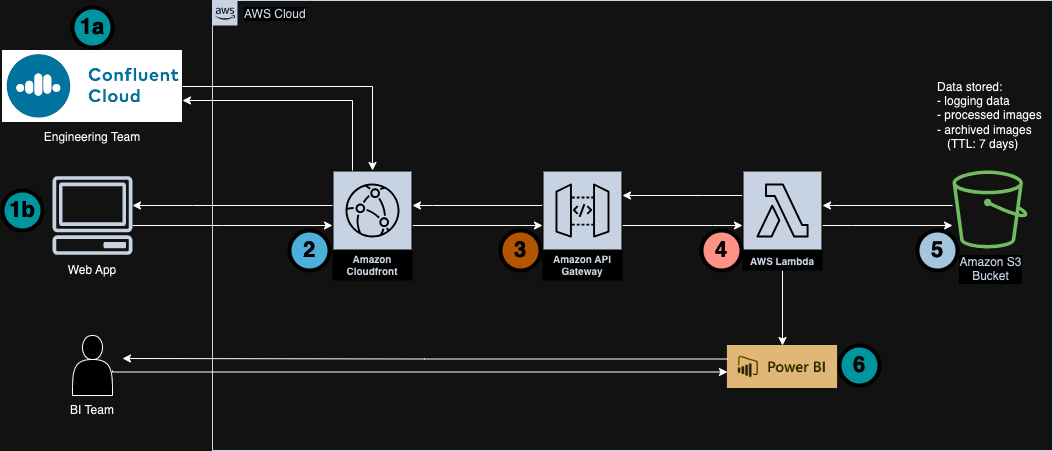 1a
aws
AWS Cloud
Confluent
Cloud
Engineering Team
Data stored:
- logging data
- processed images
- archived images
(TTL: 7 days)
1b
Web App
2
Amazon
Cloudfront
3
</>
Amazon API
Gateway
4
AWS Lambda
5
Amazon S3
Bucket
BI Team
Power BI
6